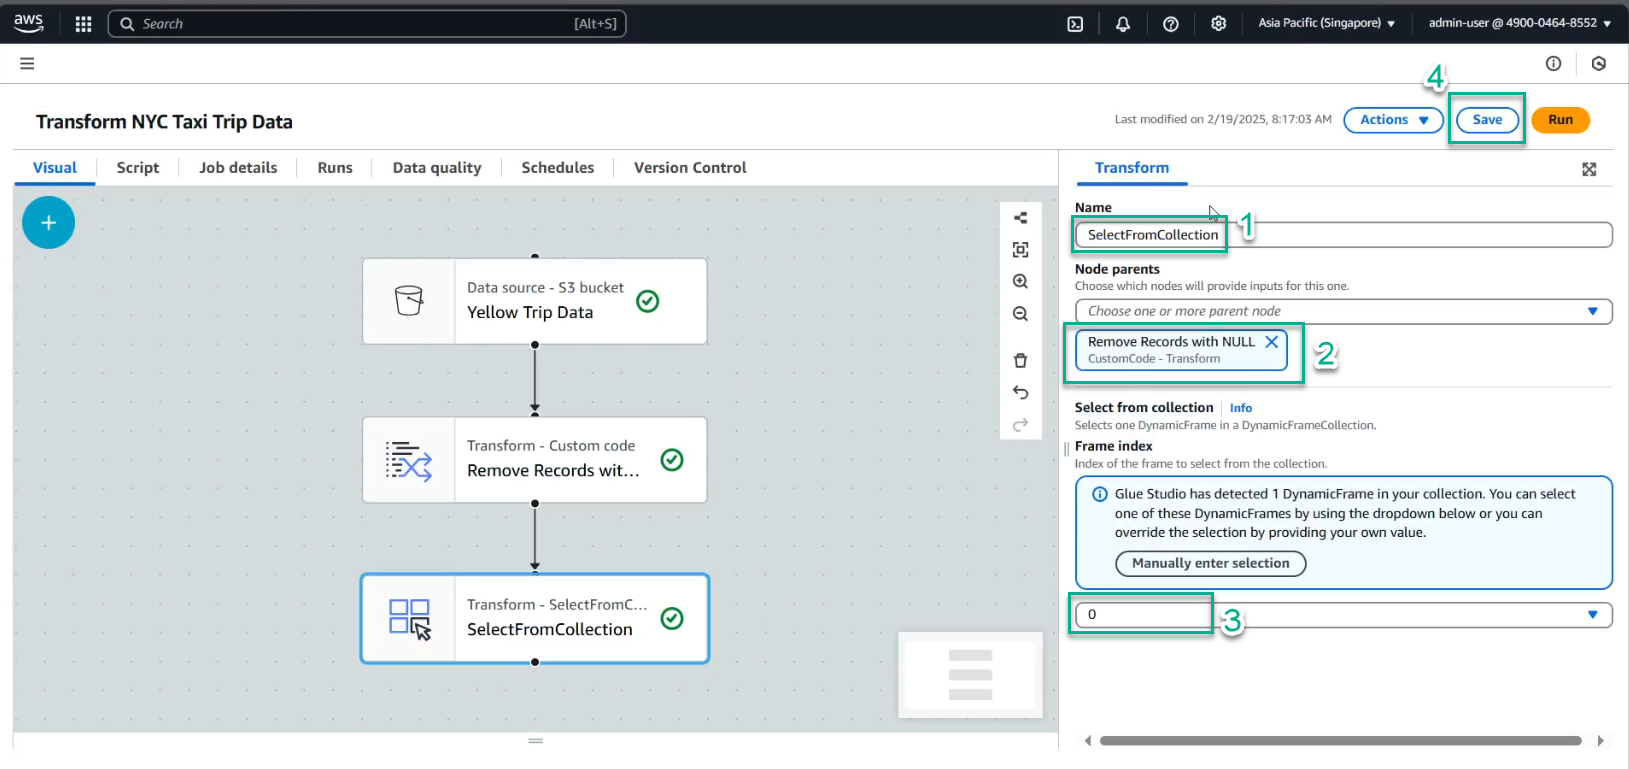 aws
Search
[Alt+S]
Asia Pacific (Singapore)
admin-user @ 4900-0464-8552
4
Transform NYC Taxi Trip Data
Last modified on 2/19/2025, 8:17:03 AM
Actions
Save
Run
Visual
Script
Job details
Runs
Data quality
Schedules
Version Control
Data source - S3 bucket
Yellow Trip Data
Transform - Custom code
Remove Records wit...
Transform - SelectFromC...
SelectFromCollection
Transform
Name
SelectFromCollection
1
Node parents
Choose which nodes will provide inputs for this one.
Choose one or more parent node
Remove Records with NULL
CustomCode - Transform
2
Select from collection
Info
Selects one DynamicFrame in a DynamicFrameCollection.
Frame index
Index of the frame to select from the collection.
Glue Studio has detected 1 DynamicFrame in your collection. You can select
one of these DynamicFrames by using the dropdown below or you can
override the selection by providing your own value.
Manually enter selection
0
3